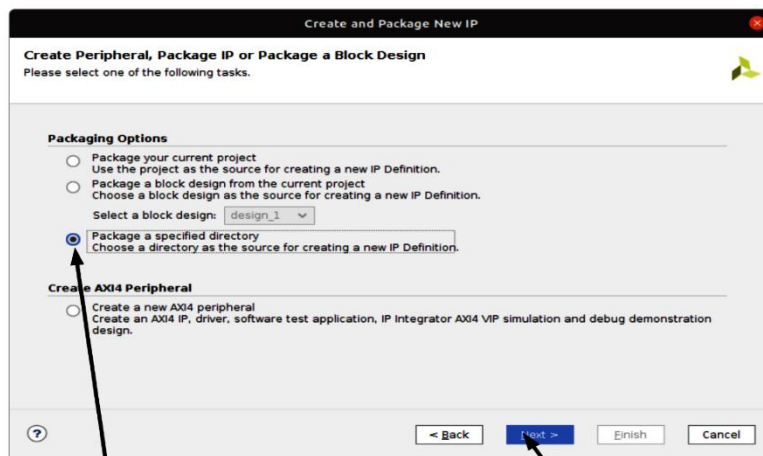 Create and Package New IP
Create Peripheral, Package IP or Package a Block Design
Please select one of the following tasks.
Packaging Options
Package your current project
Use the project as the source for creating a new IP Definition.
Package a block design from the current project
Choose a block design as the source for creating a new IP Definition.
Select a block design: design_1
Package a specified directory
Choose a directory as the source for creating a new IP Definition.
Create AXI4 Peripheral
Create a new AXI4 peripheral
Create an AXI4 IP, driver, software test application, IP Integrator AXI4 VIP simulation and debug demonstration
design.
? < Back Next > Finish Cancel